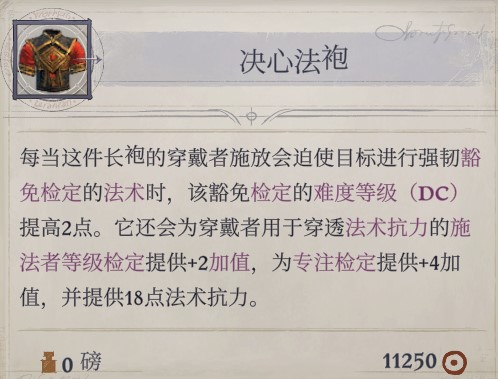 决心法袍
每当这件长袍的穿戴者施放会迫使目标进行强韧豁
免检定的法术时，该豁免检定的难度等级（DC）
提高2点。它还会为穿戴者用于穿透法术抗力的施
法者等级检定提供+2加值，为专注检定提供+4加
值，并提供18点法术抗力。
0 磅
11250